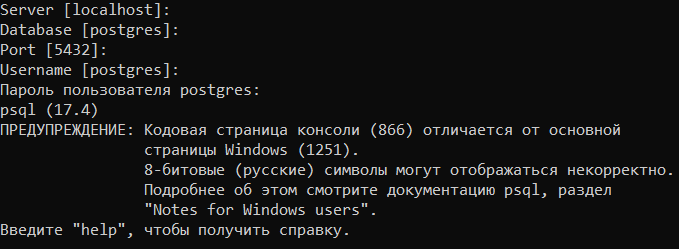 Server [localhost]:
Database [postgres]:
Port [5432]:
Username [postgres]:
Пароль пользователя postgres:
psql (17.4)
ПРЕДУПРЕЖДЕНИЕ: Кодовая страница консоли (866) отличается от основной
страницы Windows (1251).
8-битовые (русские) символы могут отображаться некорректно.
Подробнее об этом смотрите документацию psql, раздел
"Notes for Windows users".
Введите "help", чтобы получить справку.